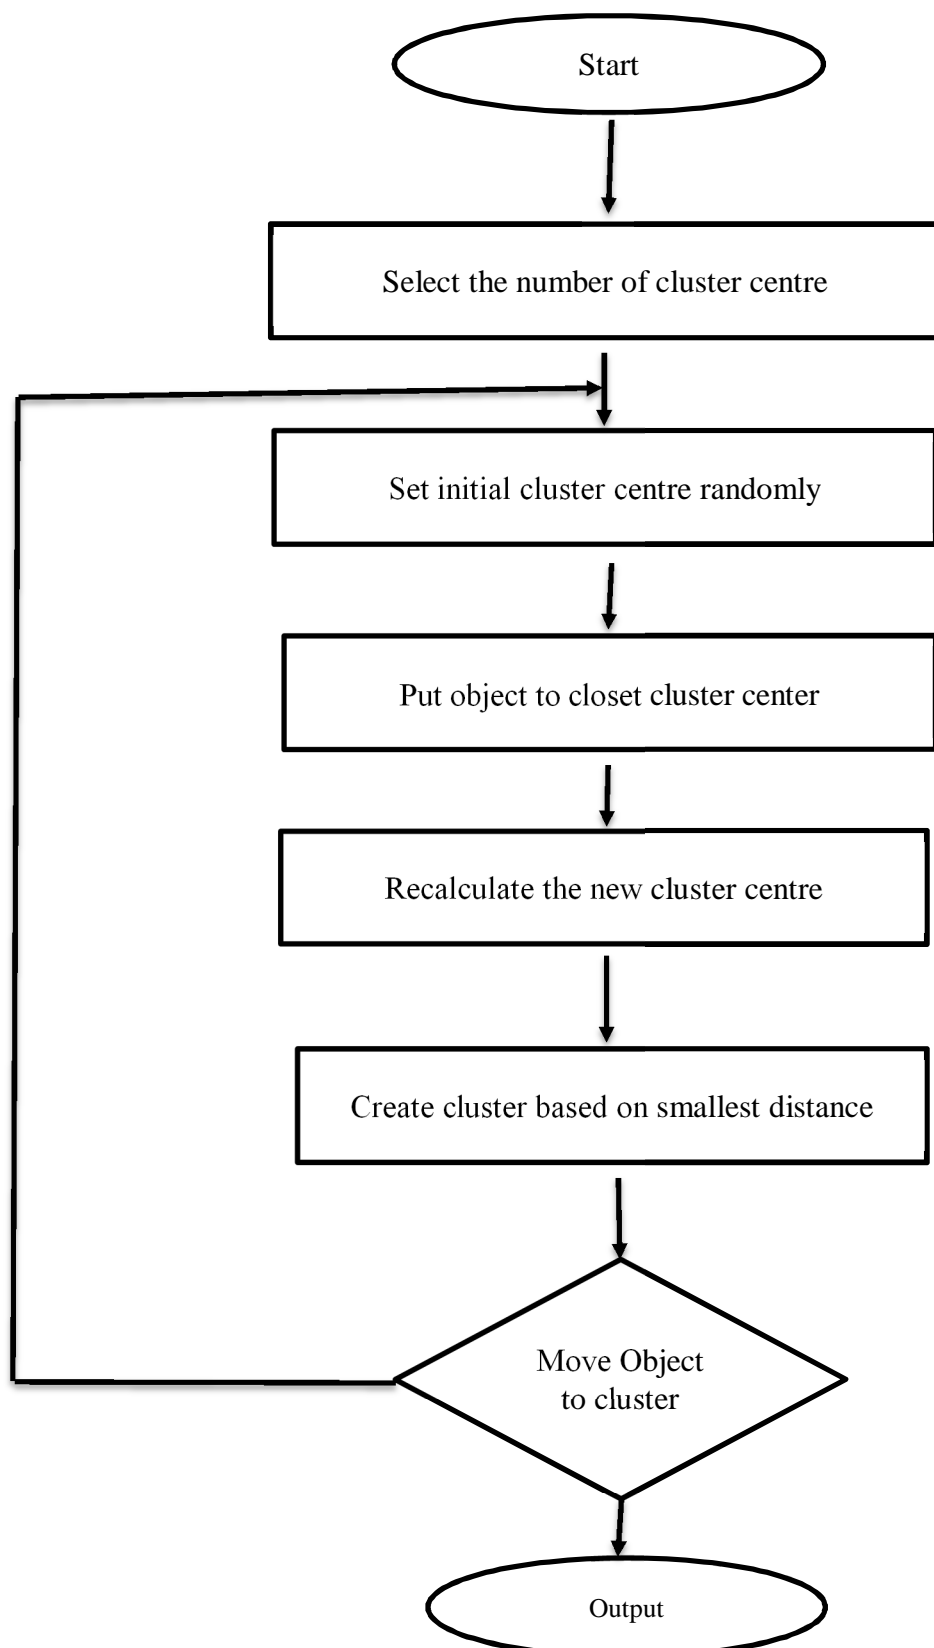 Start
Select the number of cluster centre
Set initial cluster centre randomly
Put object to closet cluster center
Recalculate the new cluster centre
Create cluster based on smallest distance
Move Object
to cluster
Output